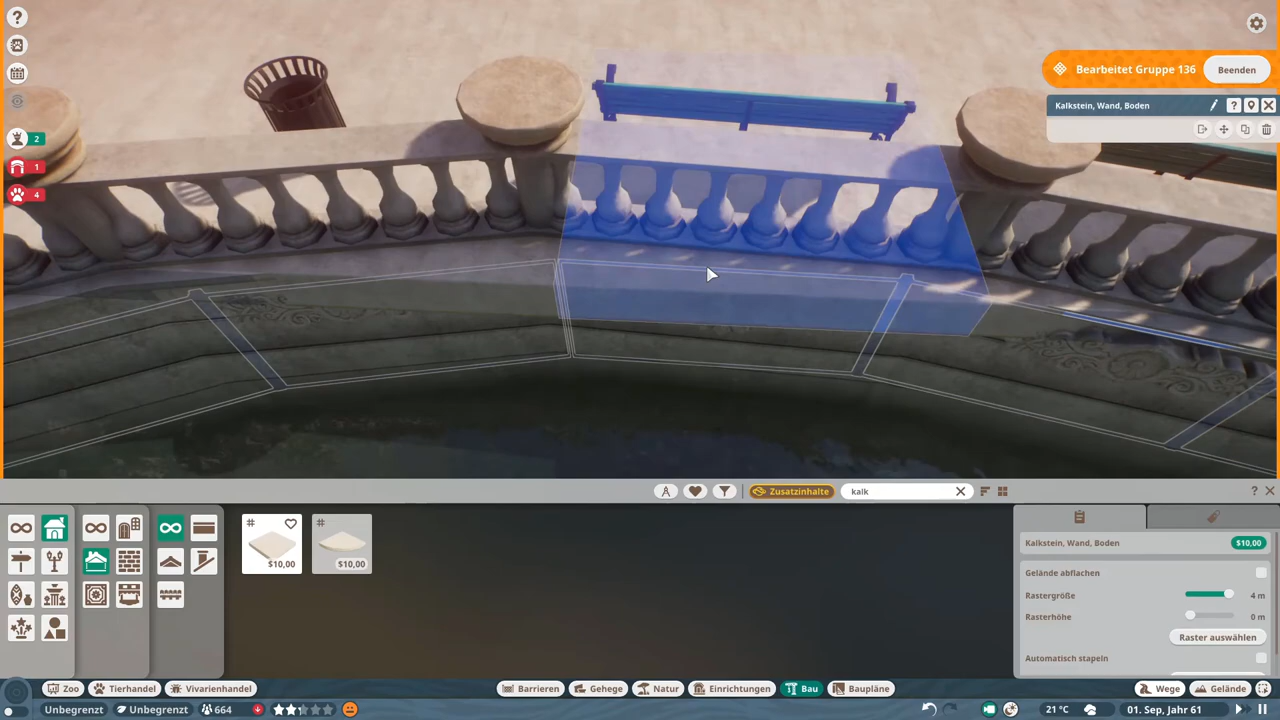 ?
Bearbeitet Gruppe 136
Beenden
Kalkstein, Wand, Boden
?
2
1
4
Zusatzinhalte
kalk
?
# $10,00
# $10,00
Kalkstein, Wand, Boden $10,00
Gelände abflachen
Rastergröße 4 m
Rasterhöhe 0 m
Raster auswählen
Automatisch stapeln
Zoo
Tierhandel
Vivarienhandel
Barrieren
Gehege
Natur
Einrichtungen
Bau
Baupläne
Wege
Gelände
Unbegrenzt
Unbegrenzt
664
21 °C
01. Sep, Jahr 61